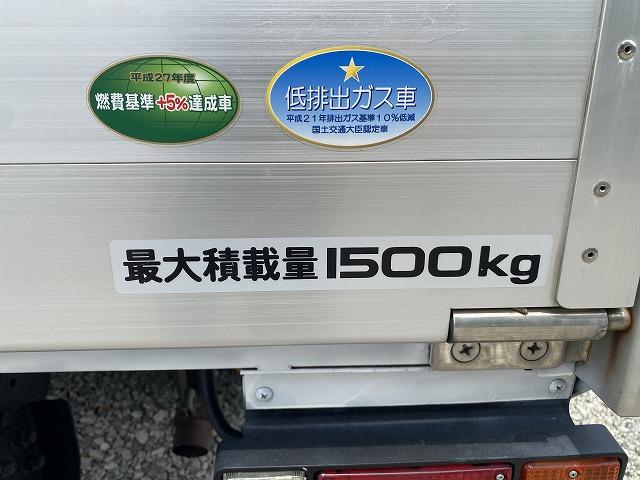 平成27年度
燃費基準+5%達成車
低排出ガス車
平成21年排出ガス基準10%低減
国土交通大臣認定車
最大積載量1500kg